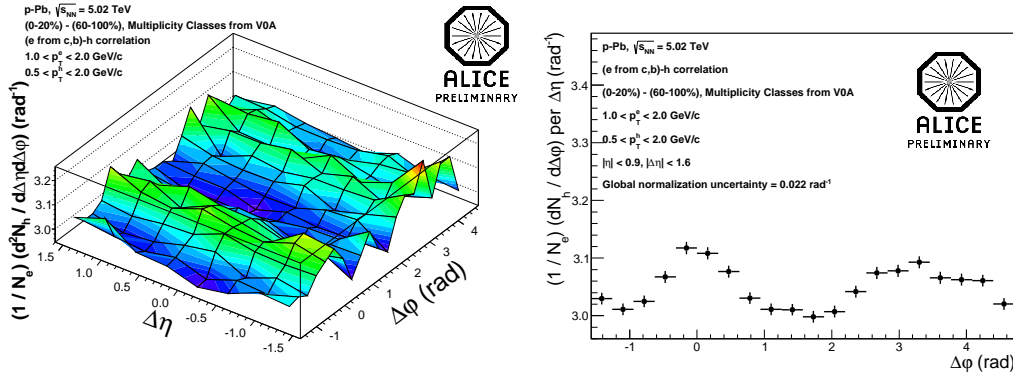 p-Pb, √s_NN = 5.02 TeV
(0-20%) - (60-100%), Multiplicity Classes from V0A
(e from c,b)-h correlation
1.0 < p_T^e < 2.0 GeV/c
0.5 < p_T^h < 2.0 GeV/c
ALICE
PRELIMINARY
(1 / N_e) (d²N_h / dΔηdΔφ) (rad⁻¹)
3.2
3.1
3.0
1.5
1.0
0.5
0.0
-0.5
-1.0
-1.5
Δη
-1
0
1
2
3
4
Δφ (rad)
p-Pb, √s_NN = 5.02 TeV
(e from c,b)-h correlation
(0-20%) - (60-100%), Multiplicity Classes from V0A
1.0 < p_T^e < 2.0 GeV/c
0.5 < p_T^h < 2.0 GeV/c
|η| < 0.9, |Δη| < 1.6
Global normalization uncertainty = 0.022 rad⁻¹
ALICE
PRELIMINARY
(1 / N_e) (dN_h / dΔφ) per Δη (rad⁻¹)
3.4
3.3
3.2
3.1
3.0
-1
0
1
2
3
4
Δφ (rad)